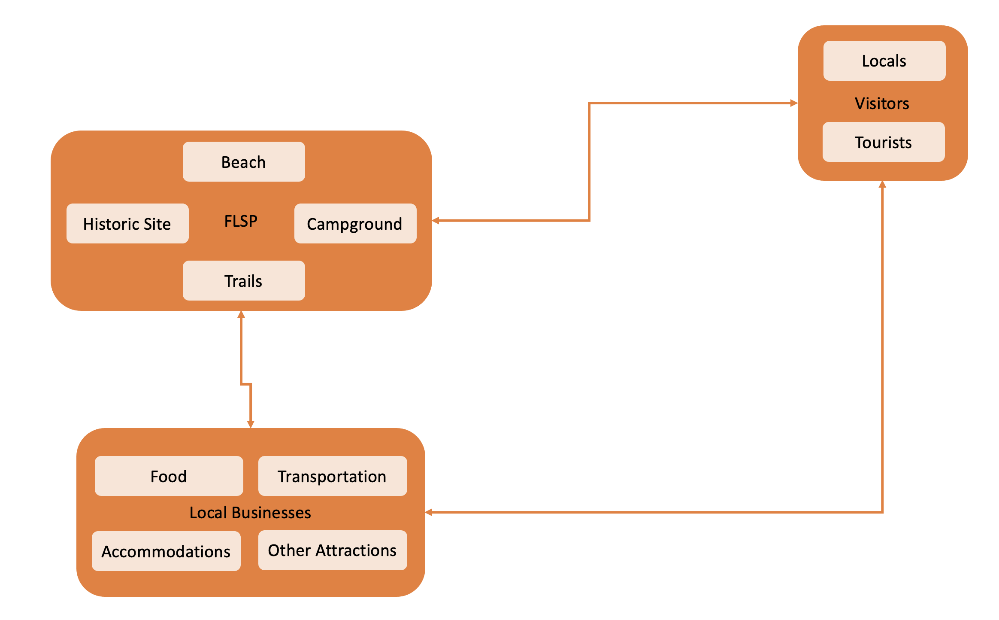 Locals
Visitors
Tourists
Beach
Historic Site
FLSP
Campground
Trails
Food
Transportation
Local Businesses
Accommodations
Other Attractions